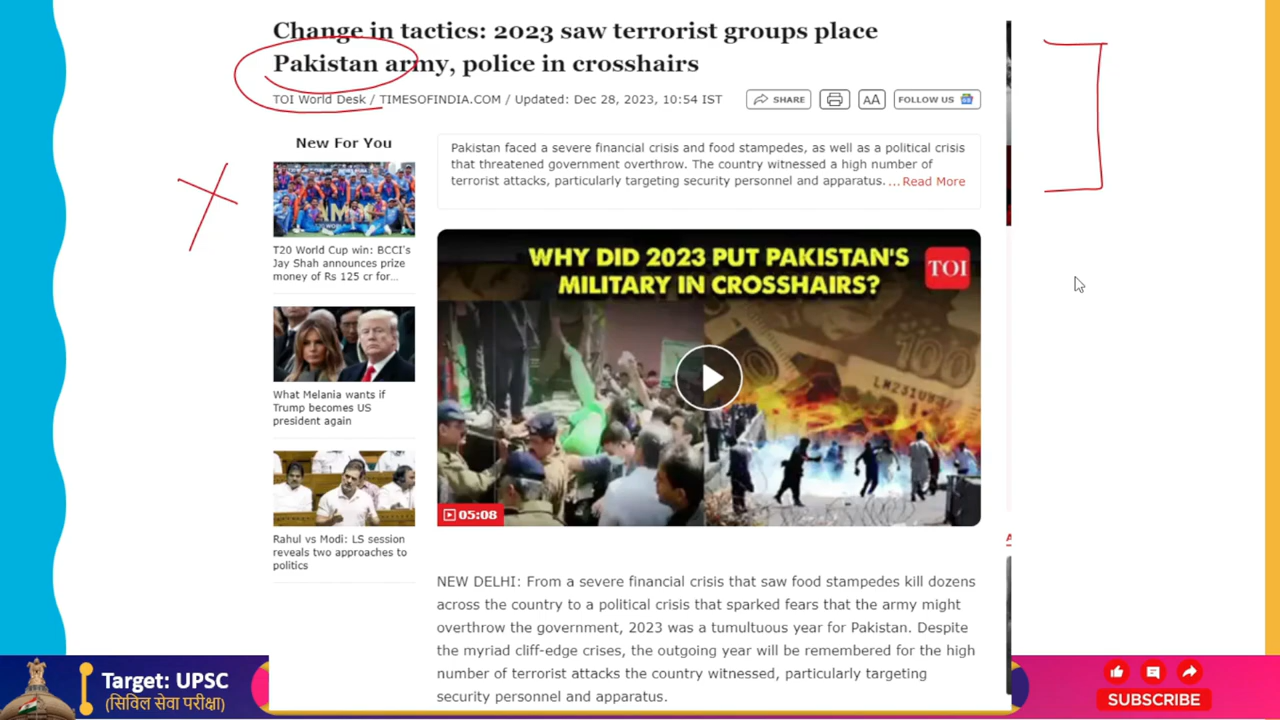 Change in tactics: 2023 saw terrorist groups place
Pakistan army, police in crosshairs
TOI World Desk / TIMESOFINDIA.COM / Updated: Dec 28, 2023, 10:54 IST
SHARE
AA
FOLLOW US
New For You
T20 World Cup win: BCCI's
Jay Shah announces prize
money of Rs 125 cr for...
What Melania wants if
Trump becomes US
president again
Rahul vs Modi: LS session
reveals two approaches to
politics
Pakistan faced a severe financial crisis and food stampedes, as well as a political crisis
that threatened government overthrow. The country witnessed a high number of
terrorist attacks, particularly targeting security personnel and apparatus. ... Read More
WHY DID 2023 PUT PAKISTAN'S
MILITARY IN CROSSHAIRS?
TOI
100
05:08
NEW DELHI: From a severe financial crisis that saw food stampedes kill dozens
across the country to a political crisis that sparked fears that the army might
overthrow the government, 2023 was a tumultuous year for Pakistan. Despite
the myriad cliff-edge crises, the outgoing year will be remembered for the high
number of terrorist attacks the country witnessed, particularly targeting
security personnel and apparatus.
Target: UPSC
(सिविल सेवा परीक्षा)
SUBSCRIBE